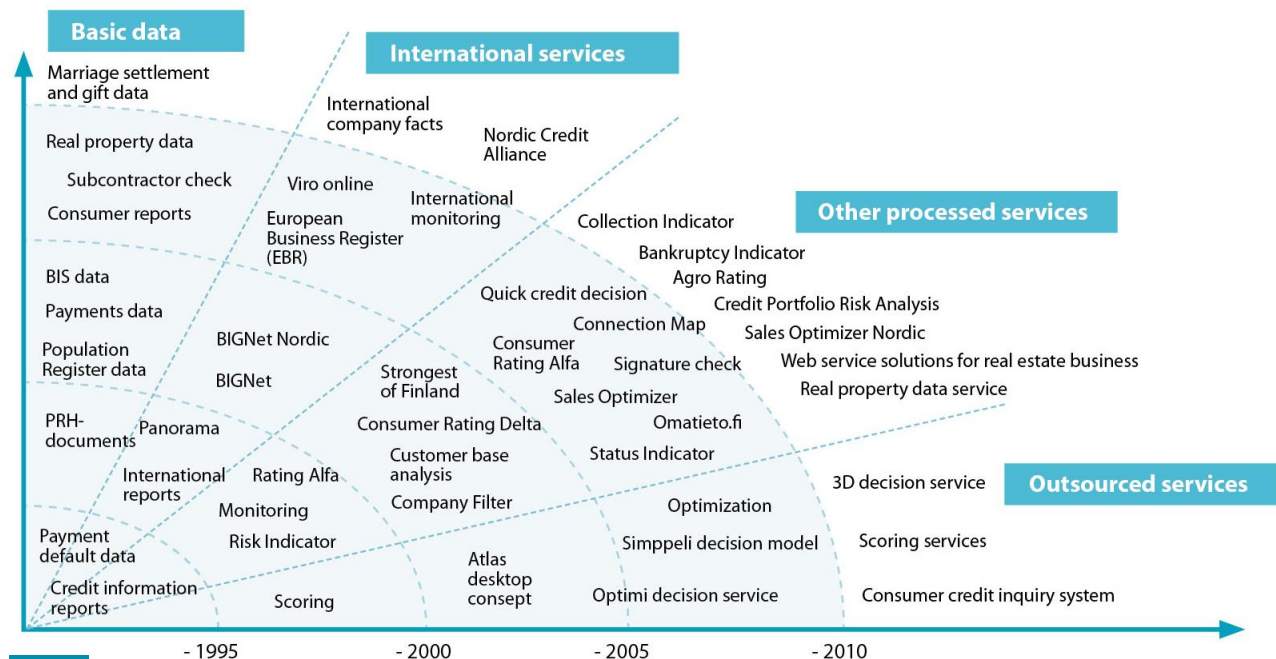 Basic data
Marriage settlement
and gift data
Real property data
Subcontractor check
Consumer reports
BIS data
Payments data
Population
Register data
PRH-
documents
Payment
default data
Credit information
reports
International services
International
company facts
Nordic Credit
Alliance
Viro online
International
monitoring
European
Business Register
(EBR)
BIGNet Nordic
BIGNet
Panorama
International
reports
Other processed services
Collection Indicator
Bankruptcy Indicator
Agro Rating
Credit Portfolio Risk Analysis
Sales Optimizer Nordic
Web service solutions for real estate business
Real property data service
Quick credit decision
Connection Map
Consumer
Rating Alfa
Signature check
Strongest
of Finland
Sales Optimizer
Omatieto.fi
Consumer Rating Delta
Status Indicator
Customer base
analysis
Rating Alfa
Company Filter
Monitoring
Risk Indicator
Outsourced services
3D decision service
Optimization
Simppeli decision model
Scoring services
Atlas
desktop
consept
Optimi decision service
Consumer credit inquiry system
Scoring
- 1995
- 2000
- 2005
- 2010